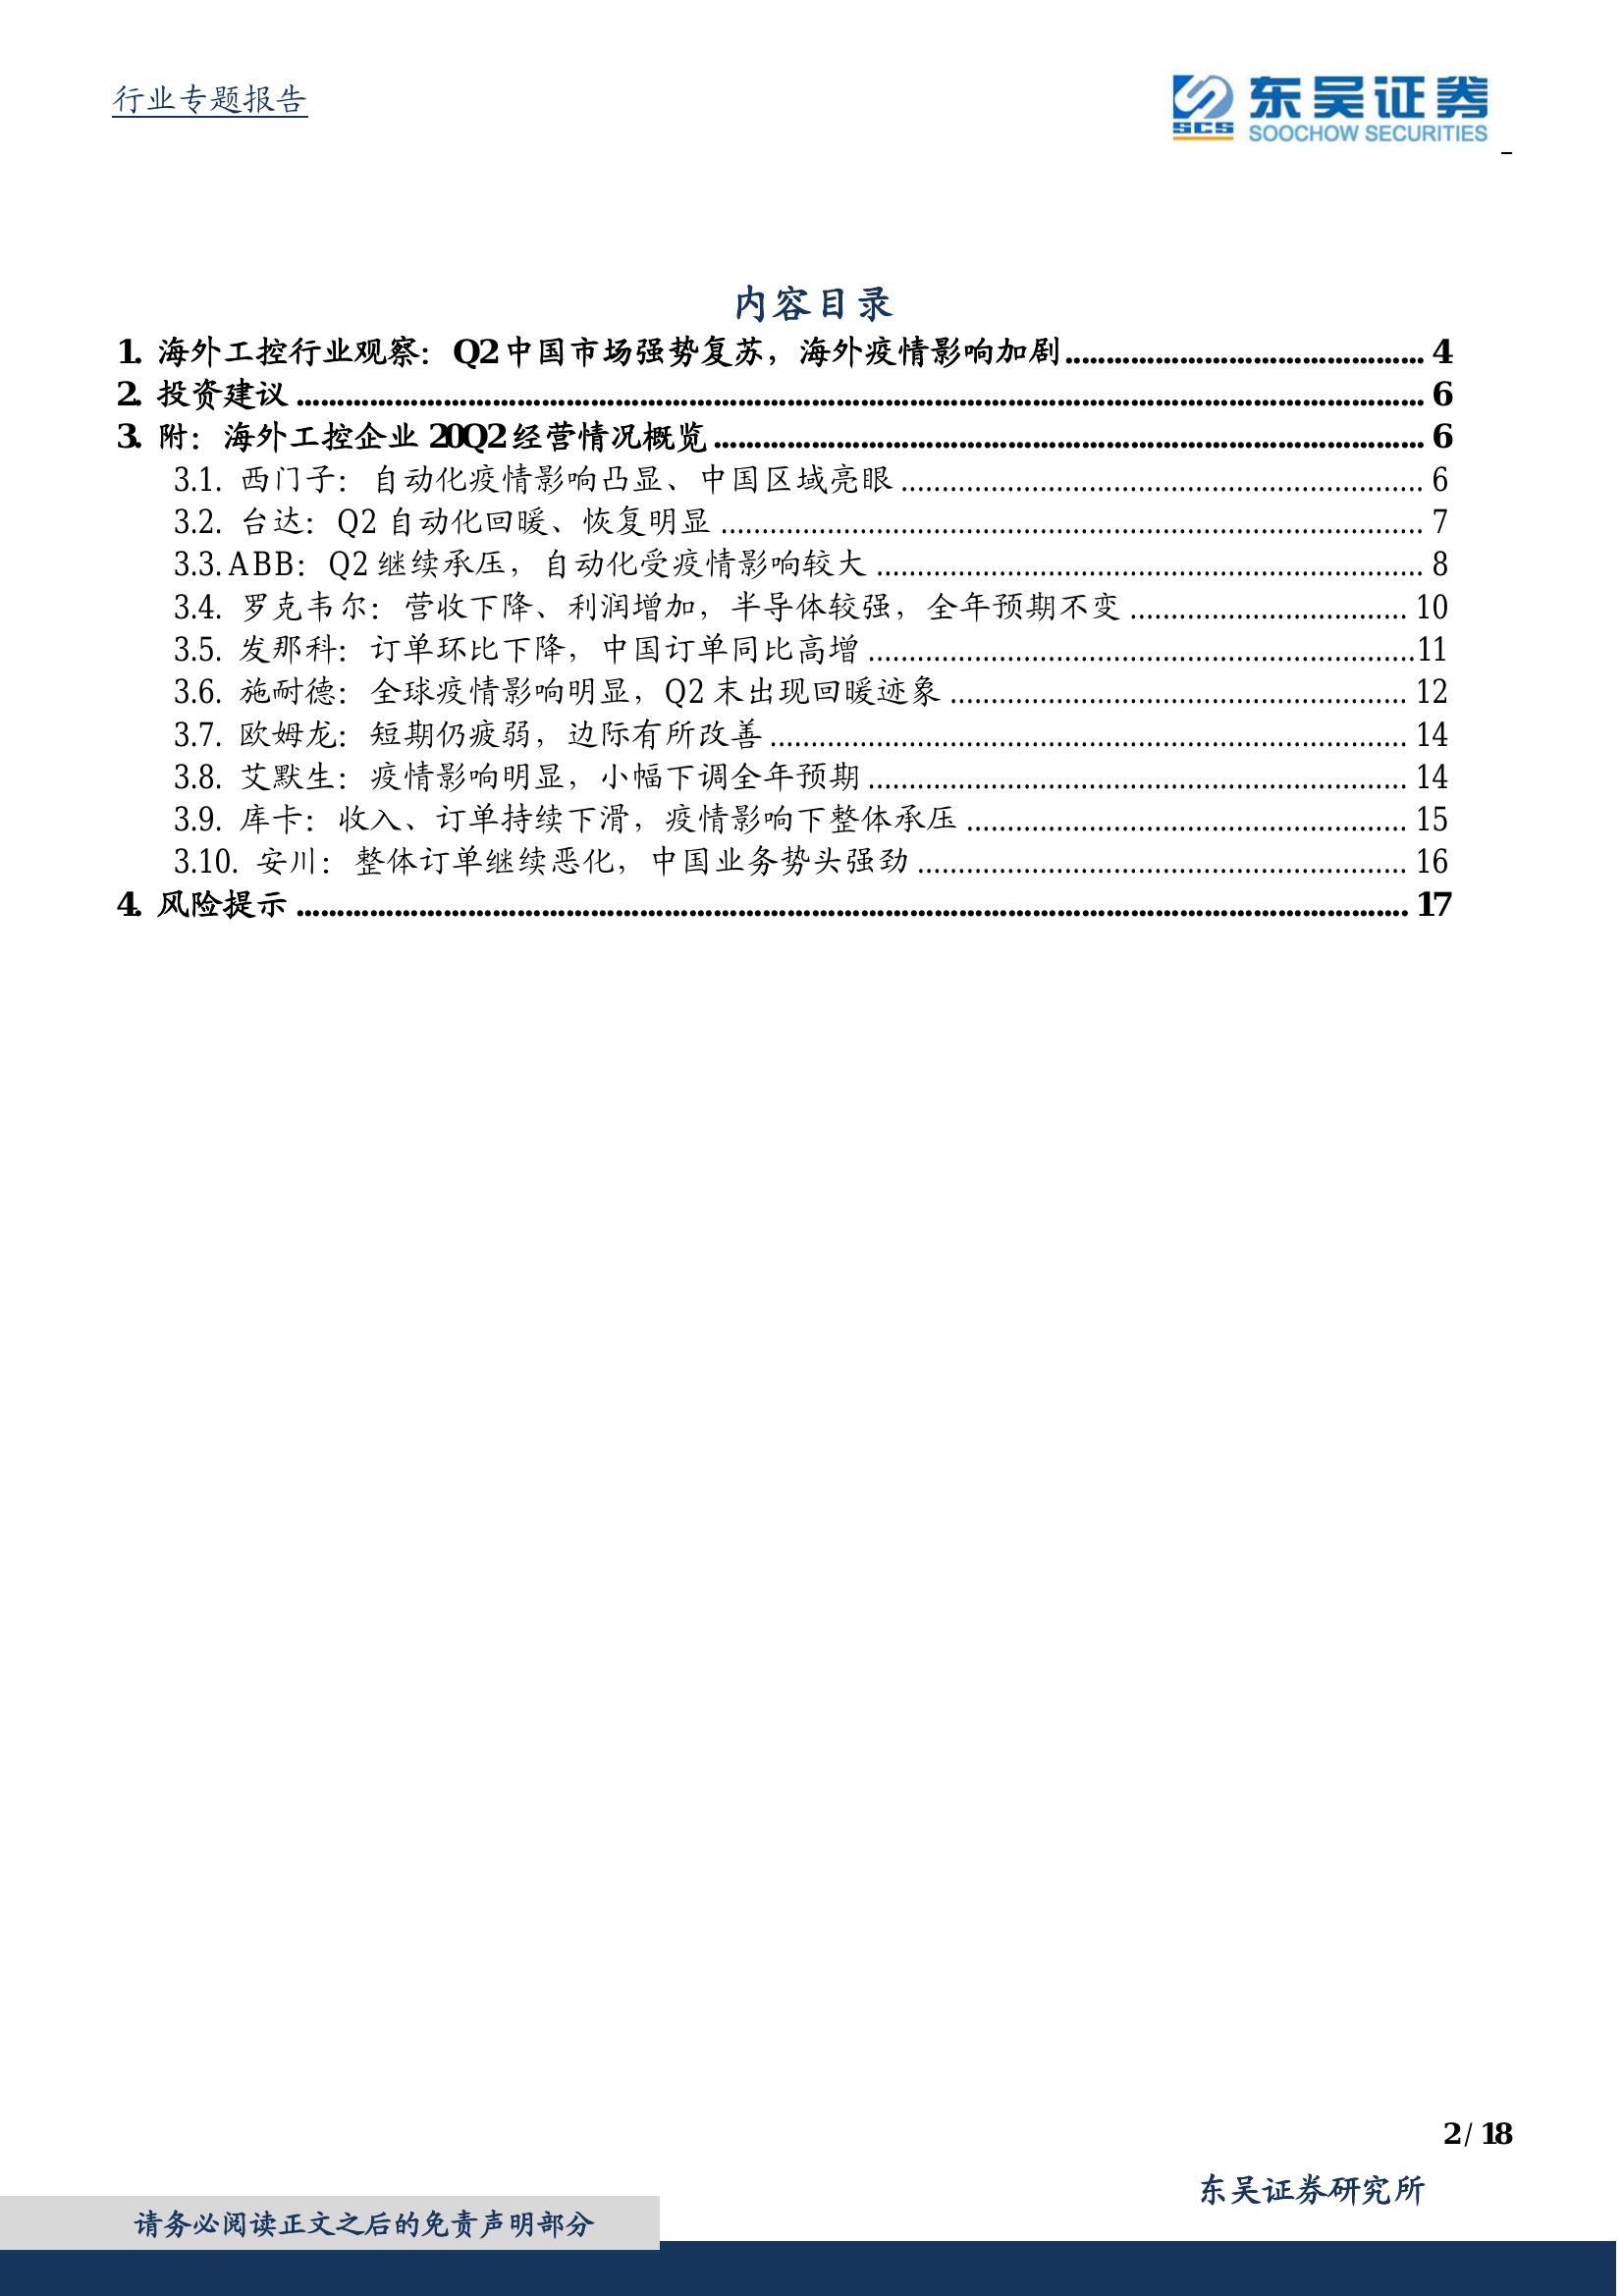 行业专题报告
东吴证券
SCS
SOOCHOW SECURITIES
内容目录
1. 海外工控行业观察：Q2中国市场强势复苏，海外疫情影响加剧 4
2. 投资建议 6
3. 附：海外工控企业 20Q2 经营情况概览 6
3.1. 西门子：自动化疫情影响凸显、中国区域亮眼 6
3.2. 台达：Q2 自动化回暖、恢复明显 7
3.3. ABB：Q2 继续承压，自动化受疫情影响较大 8
3.4. 罗克韦尔：营收下降、利润增加，半导体较强，全年预期不变 10
3.5. 发那科：订单环比下降，中国订单同比高增 11
3.6. 施耐德：全球疫情影响明显，Q2 末出现回暖迹象 12
3.7. 欧姆龙：短期仍疲弱，边际有所改善 14
3.8. 艾默生：疫情影响明显，小幅下调全年预期 14
3.9. 库卡：收入、订单持续下滑，疫情影响下整体承压 15
3.10. 安川：整体订单继续恶化，中国业务势头强劲 16
4. 风险提示 17
2 / 18
东吴证券研究所
请务必阅读正文之后的免责声明部分